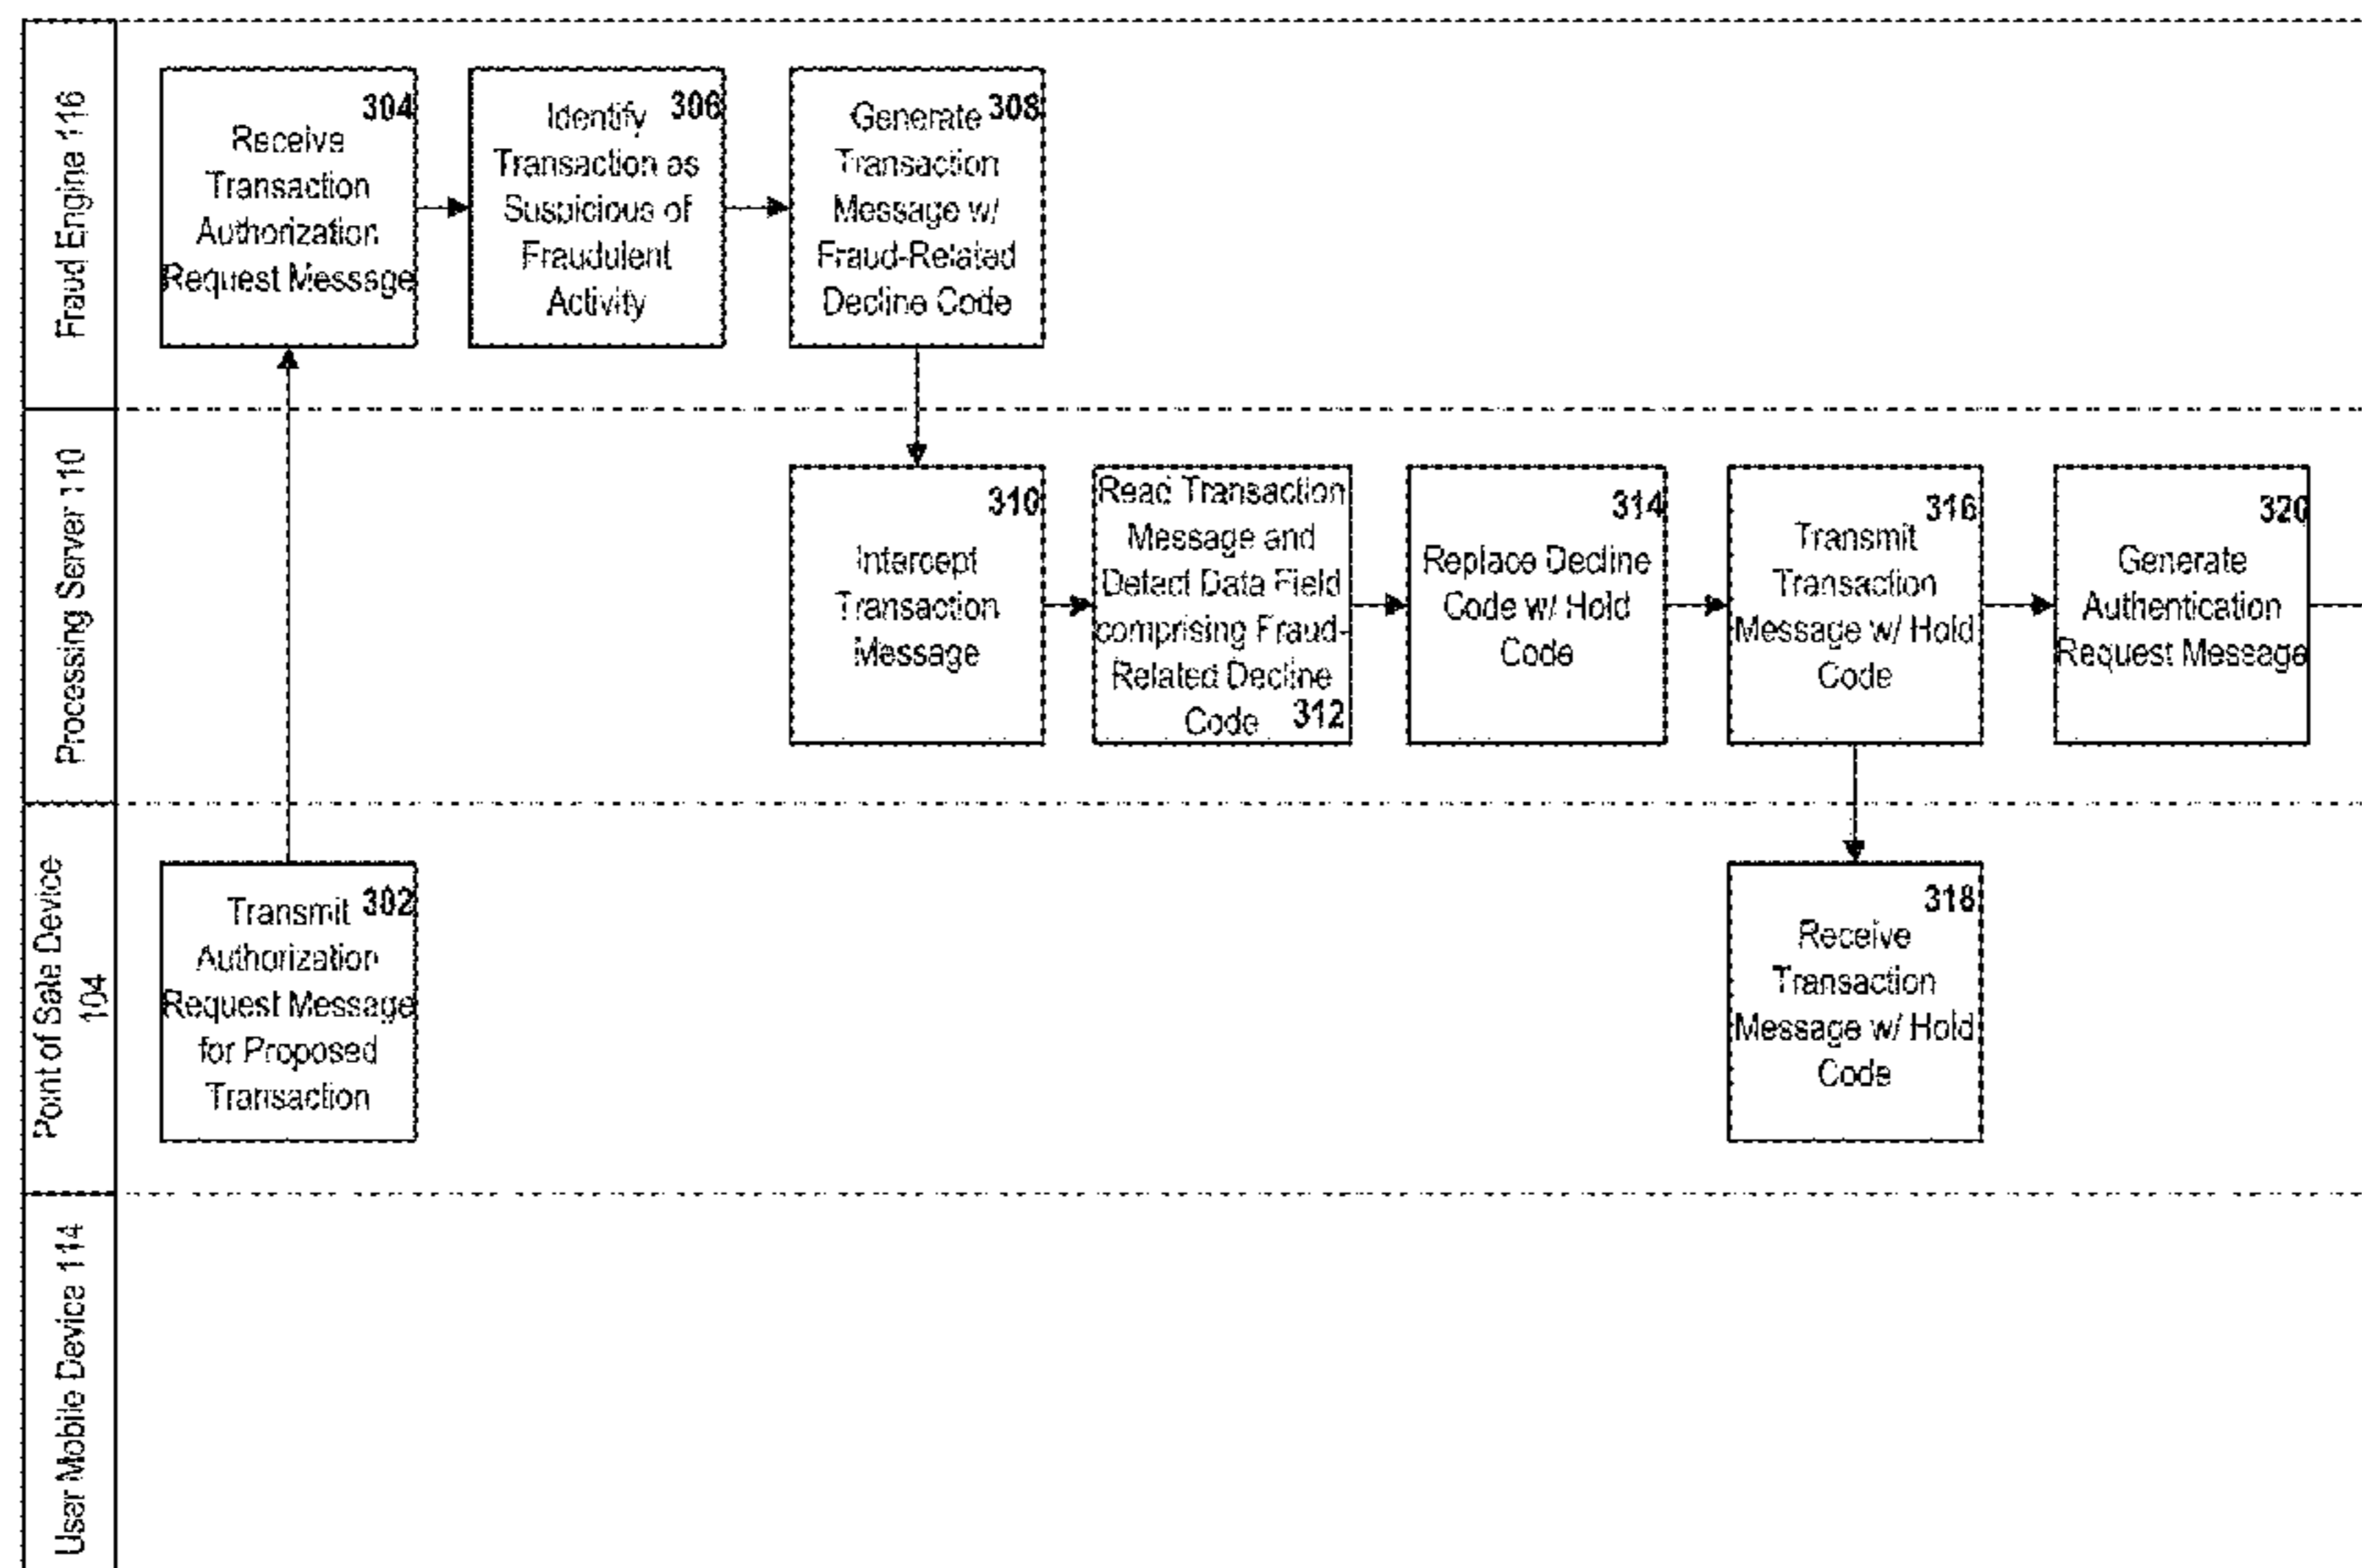 Fraud Engine 116
304
Receive
Transaction
Authorization
Request Message
306
Identify
Transaction as
Suspicious of
Fraudulent
Activity
308
Generate
Transaction
Message w/
Fraud-Related
Decline Code
Processing Server 110
310
Intercept
Transaction
Message
Read Transaction
Message and
Detect Data Field
comprising Fraud-
Related Decline
Code 312
314
Replace Decline
Code w/ Hold
Code
316
Transmit
Transaction
Message w/ Hold
Code
320
Generate
Authentication
Request Message
Point of Sale Device
104
Transmit 302
Authorization
Request Message
for Proposed
Transaction
318
Receive
Transaction
Message w/ Hold
Code
User Mobile Device 114